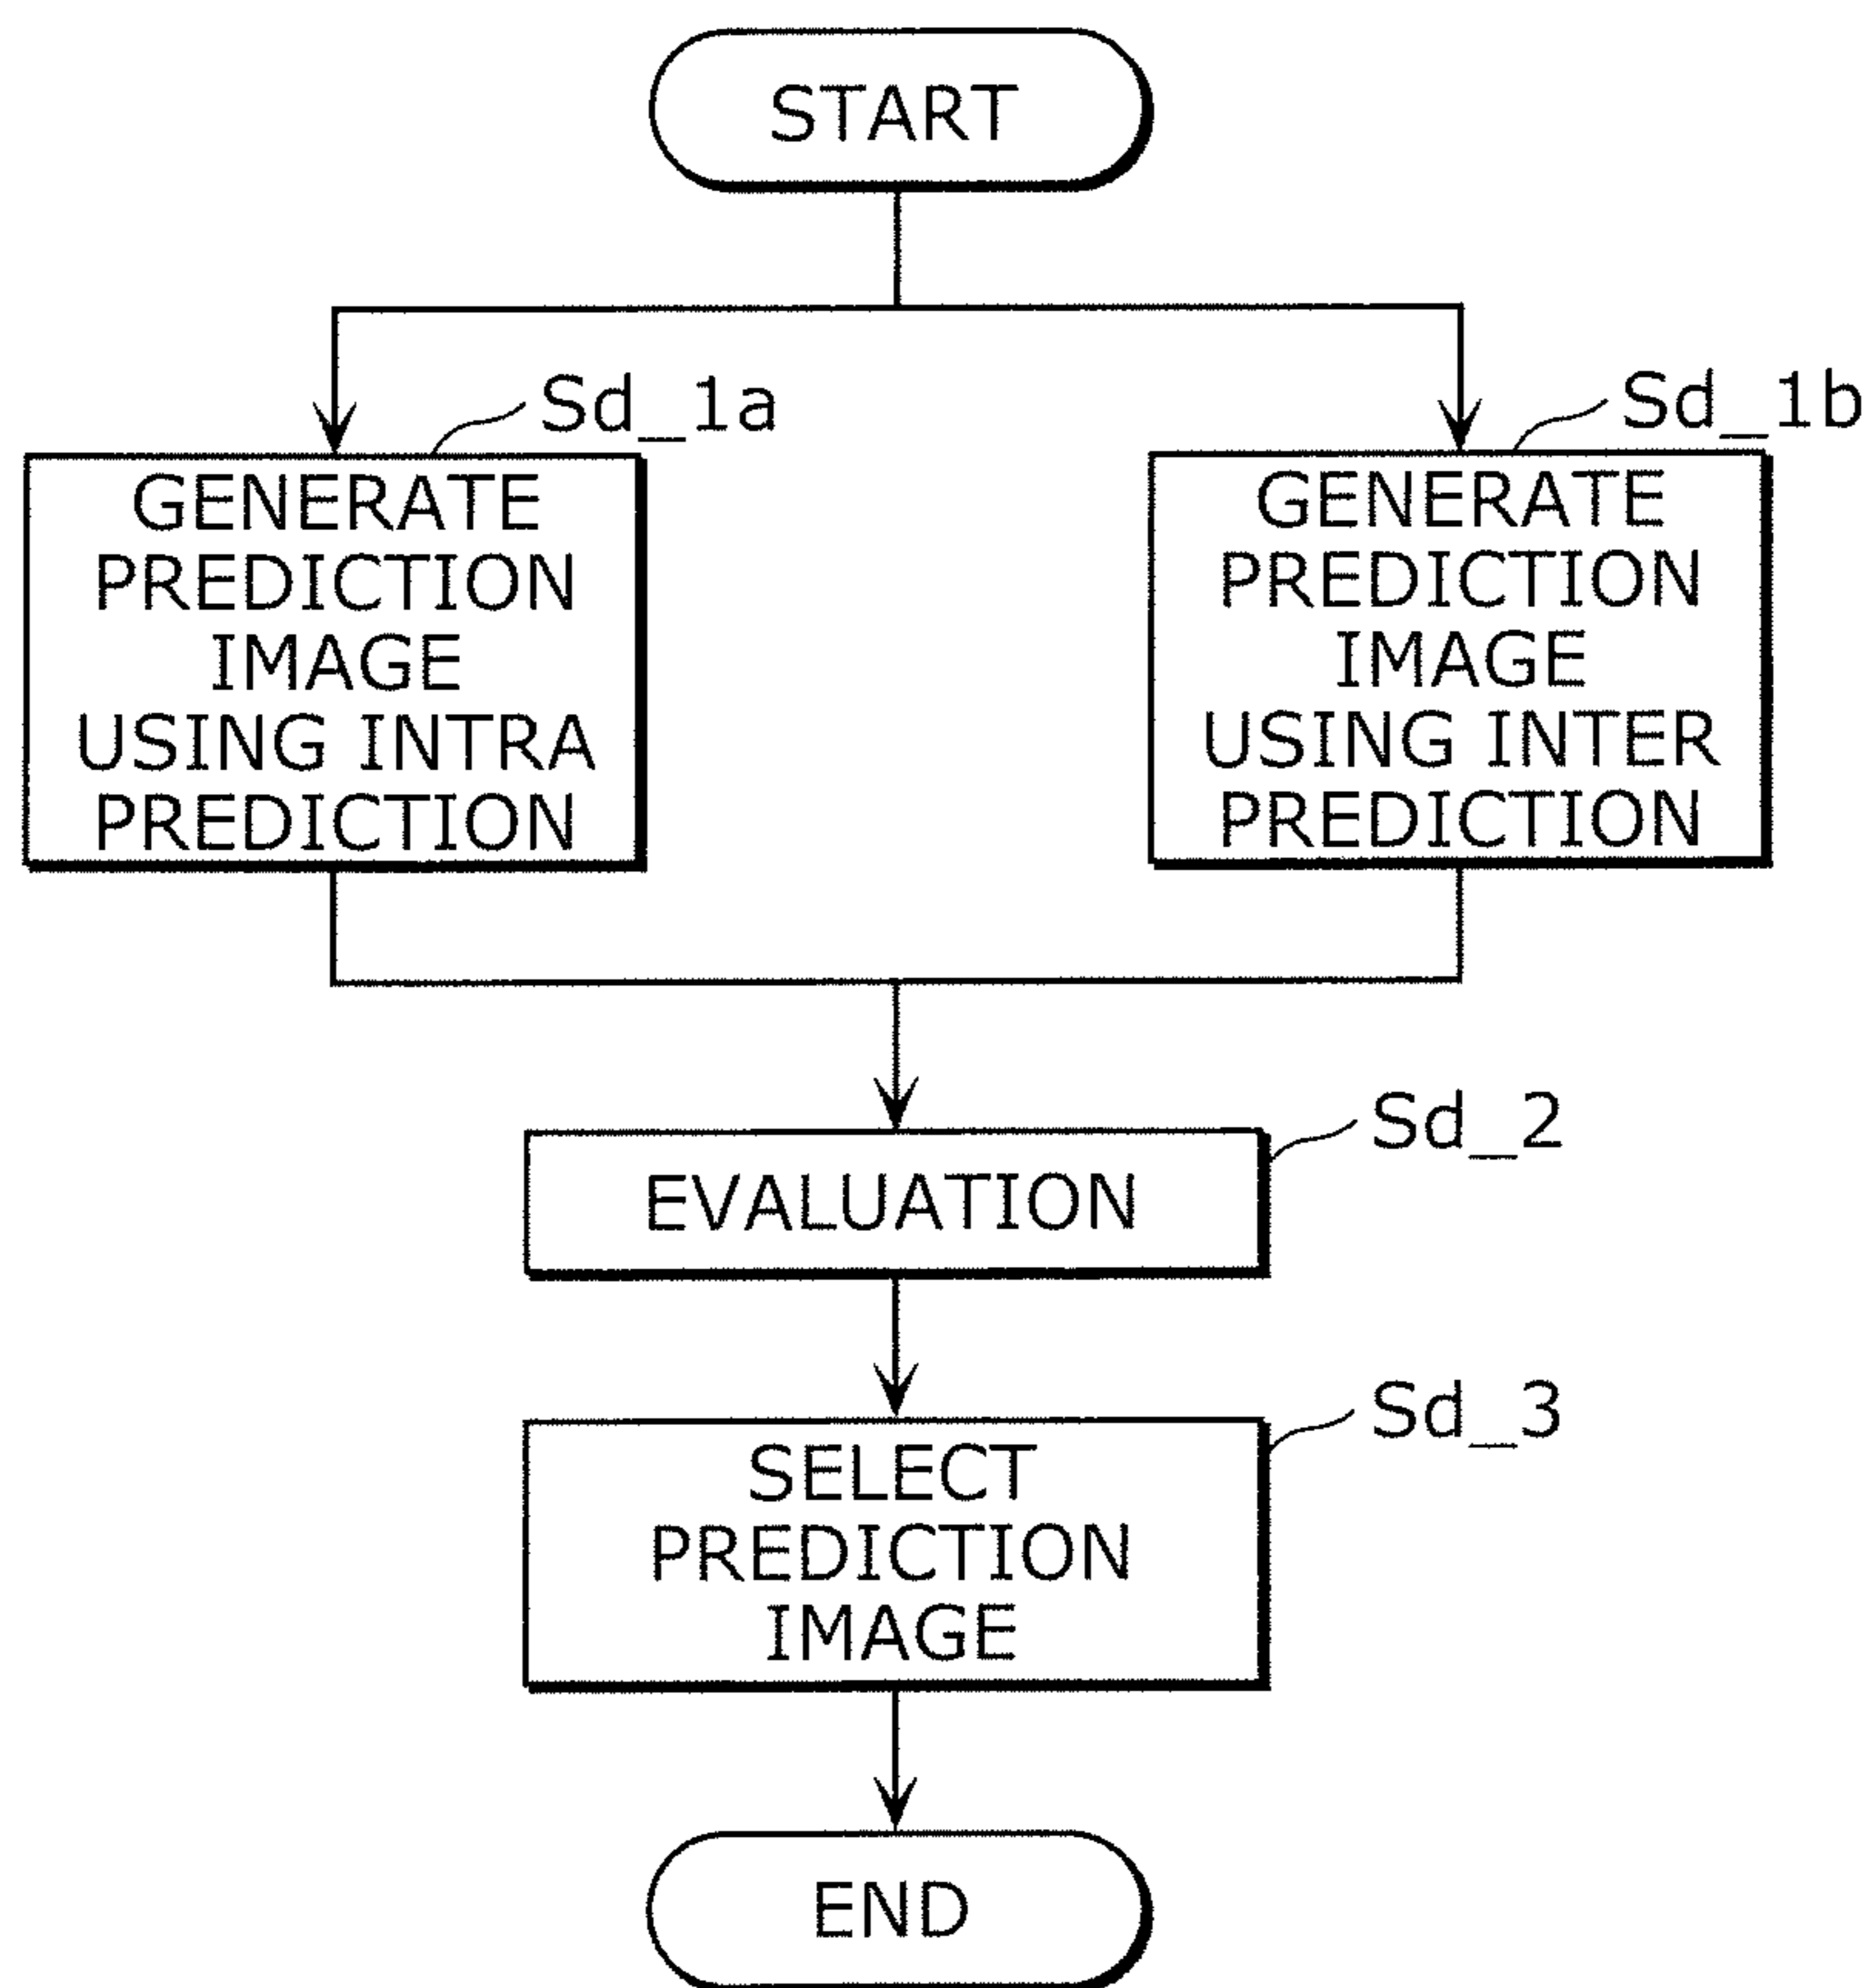 START
Sd_1a
GENERATE
PREDICTION
IMAGE
USING INTRA
PREDICTION
Sd_1b
GENERATE
PREDICTION
IMAGE
USING INTER
PREDICTION
Sd_2
EVALUATION
Sd_3
SELECT
PREDICTION
IMAGE
END